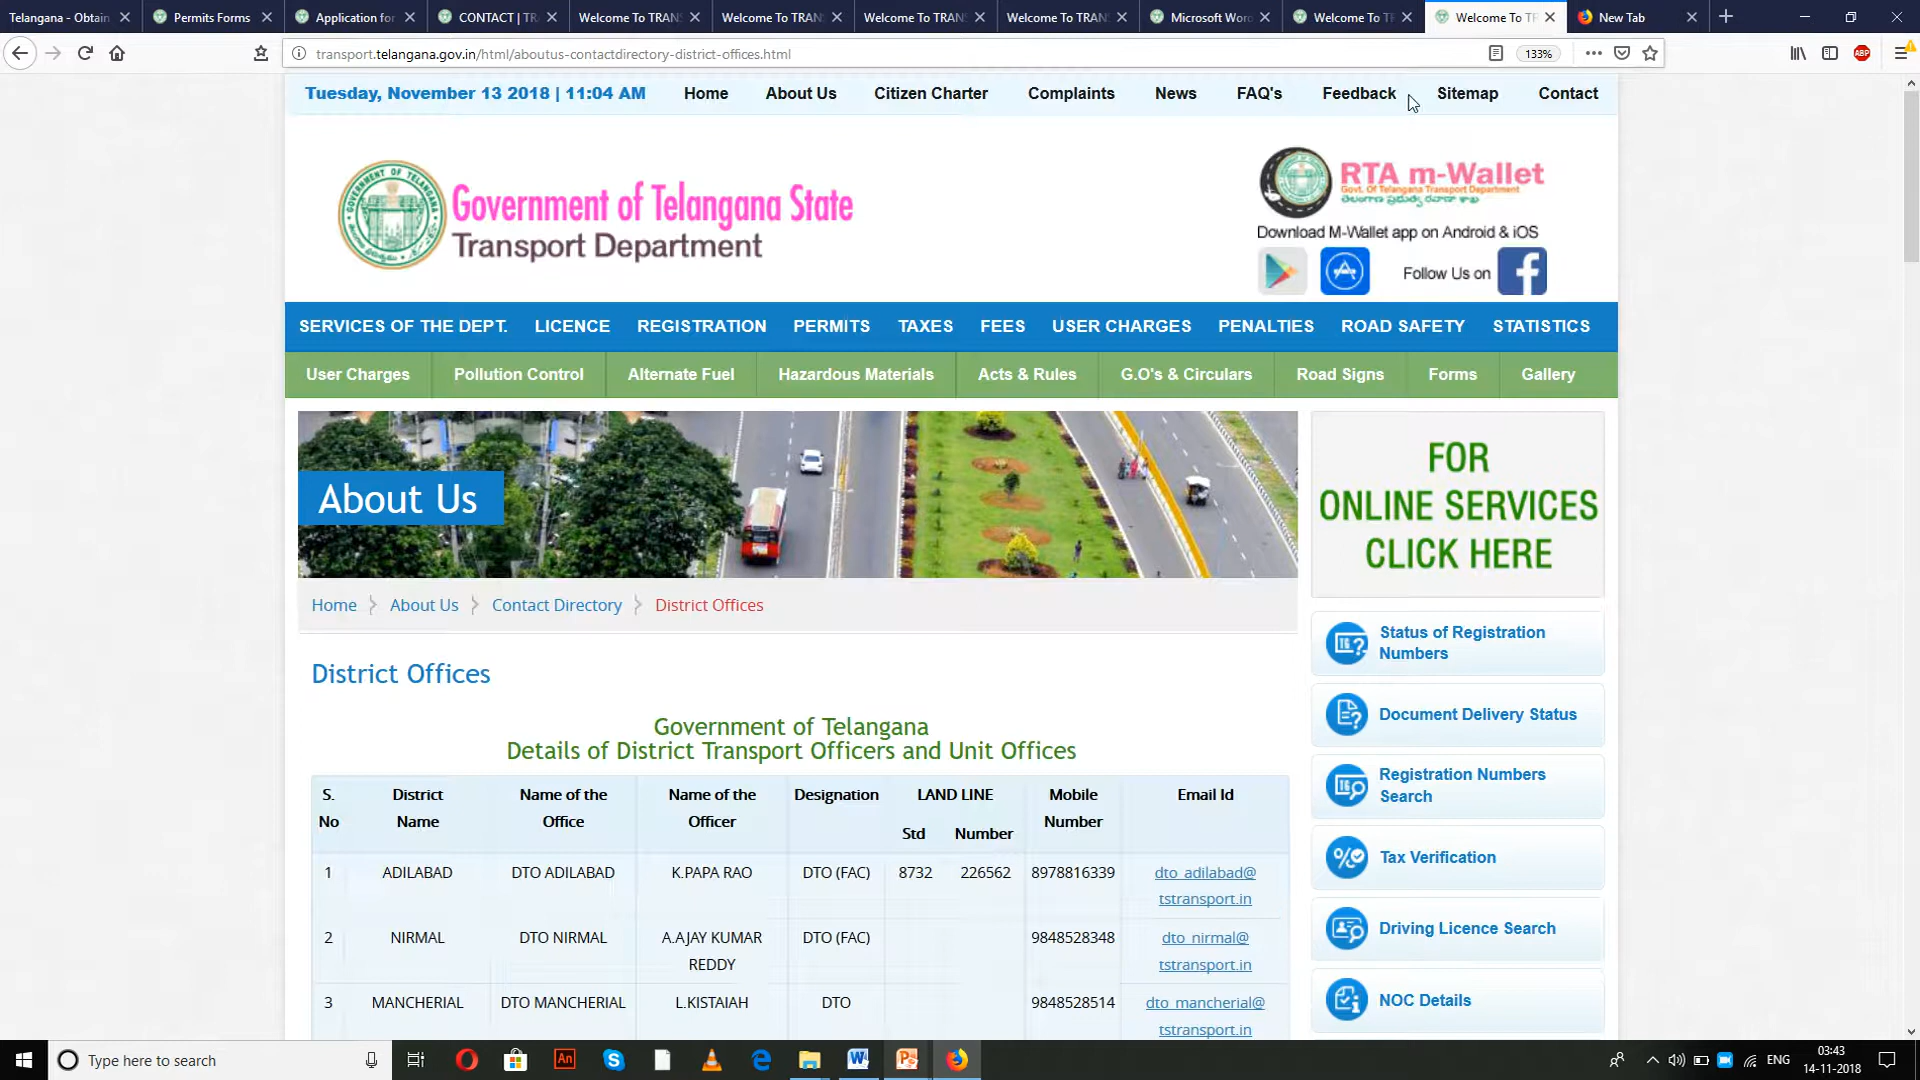 Telangana - Obtain
Permits Forms
Application for
CONTACT | TR
Welcome To TRAN
Welcome To TRAN
Welcome To TRAN
Welcome To TRAN
Microsoft Word
Welcome To TR
Welcome To TR
New Tab
transport.telangana.gov.in/html/aboutus-contactdirectory-district-offices.html
133%
ABP
Tuesday, November 13 2018 | 11:04 AM
Home
About Us
Citizen Charter
Complaints
News
FAQ's
Feedback
Sitemap
Contact
Government of Telangana State
Transport Department
RTA m-Wallet
Govt. Of Telangana Transport Department
తెలంగాణ ప్రభుత్వ రవాణా శాఖ
Download M-Wallet app on Android & iOS
Follow Us on
SERVICES OF THE DEPT.
LICENCE
REGISTRATION
PERMITS
TAXES
FEES
USER CHARGES
PENALTIES
ROAD SAFETY
STATISTICS
User Charges
Pollution Control
Alternate Fuel
Hazardous Materials
Acts & Rules
G.O's & Circulars
Road Signs
Forms
Gallery
About Us
FOR
ONLINE SERVICES
CLICK HERE
Home
About Us
Contact Directory
District Offices
District Offices
Government of Telangana
Details of District Transport Officers and Unit Offices
S. No
District Name
Name of the Office
Name of the Officer
Designation
LAND LINE
Std
Number
Mobile Number
Email Id
1 ADILABAD DTO ADILABAD K.PAPA RAO DTO (FAC) 8732 226562 8978816339 dto_adilabad@
tstransport.in
2 NIRMAL DTO NIRMAL A.AJAY KUMAR DTO (FAC) 9848528348 dto_nirmal@
REDDY tstransport.in
3 MANCHERIAL DTO MANCHERIAL L.KISTAIAH DTO 9848528514 dto_mancherial@
tstransport.in
Status of Registration
Numbers
Document Delivery Status
Registration Numbers
Search
Tax Verification
Driving Licence Search
NOC Details
Type here to search
An
ENG
03:43
14-11-2018